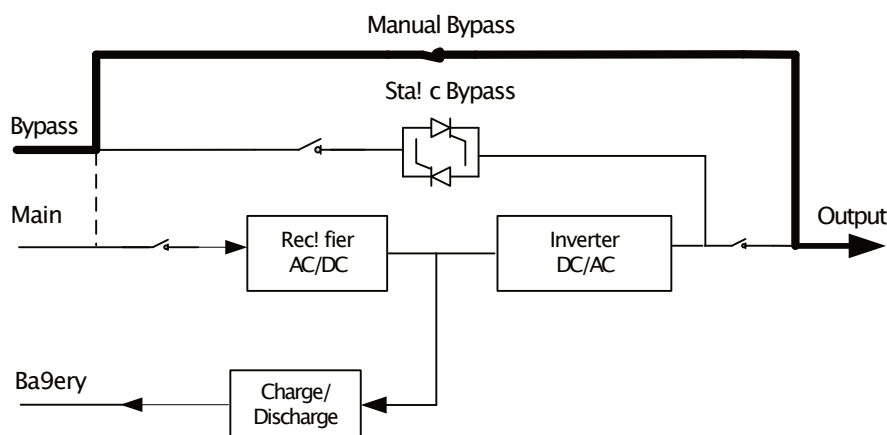 Manual Bypass
Sta! c Bypass
Bypass
Main
Rec! fier
AC/DC
Inverter
DC/AC
Output
Ba9ery
Charge/
Discharge